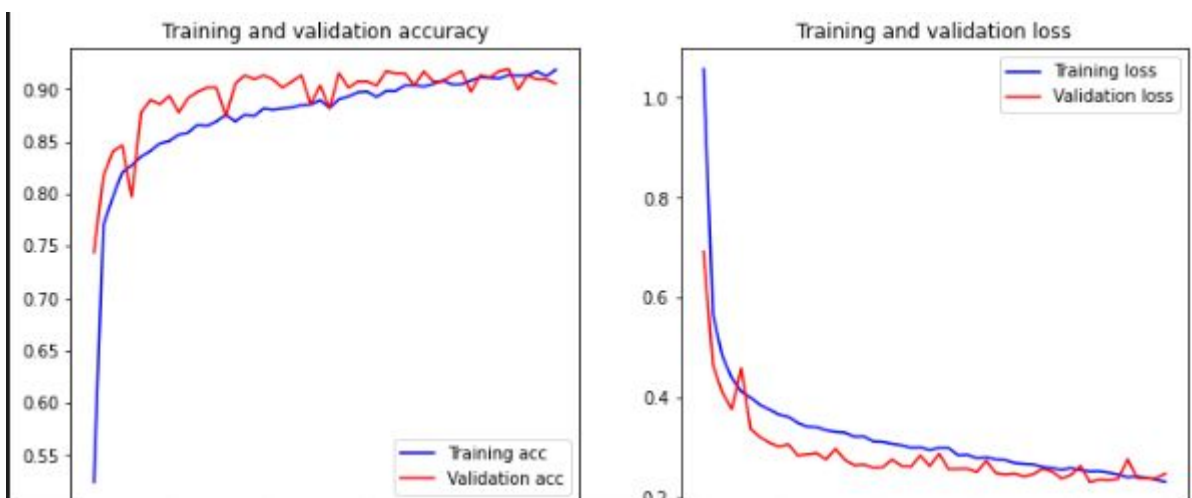 Training and validation accuracy
0.90
0.85
0.80
0.75
0.70
0.65
0.60
0.55
Training acc
Validation acc
Training and validation loss
1.0
0.8
0.6
0.4
0.2
Training loss
Validation loss